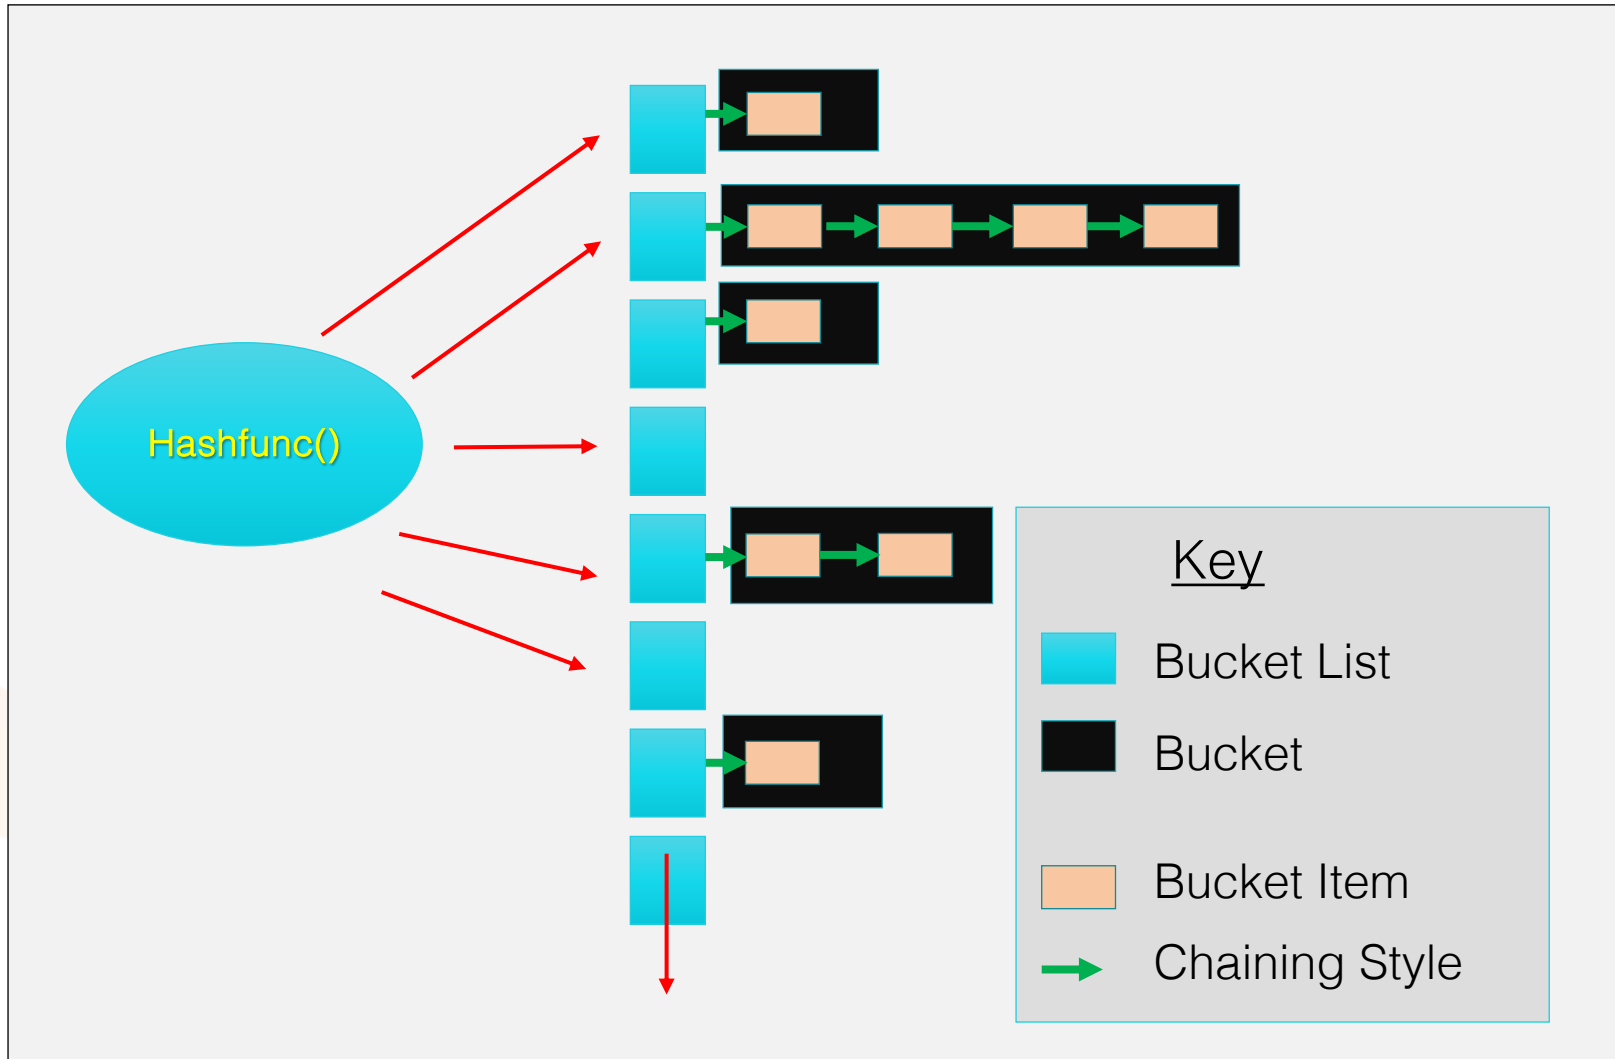 Hashfunc()
Key
Bucket List
Bucket
Bucket Item
Chaining Style